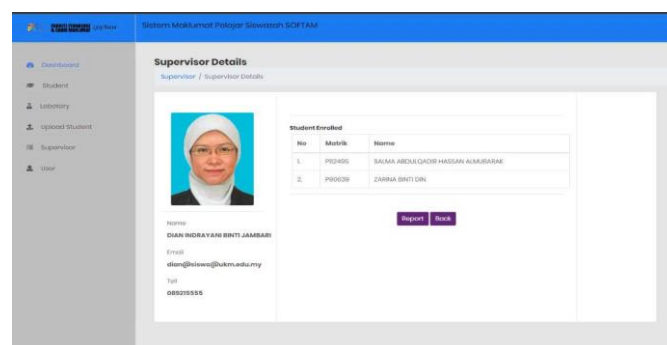 Sistem Maklumat Pelajar Siswazah SOFTAM
Dashboard
Student
Labotory
Upload Student
Supervisor
User
Supervisor Details
Supervisor / Supervisor Details
Student Enrolled
No Matrik Name
1. P92495 SALMA ABDULQADIR HASSAN ALMUBARAK
2. P90639 ZARINA BINTI DIN
Report Back
Name
DIAN INDRAYANI BINTI JAMBARI
Email
dian@siswa@ukm.edu.my
Tell
089215555